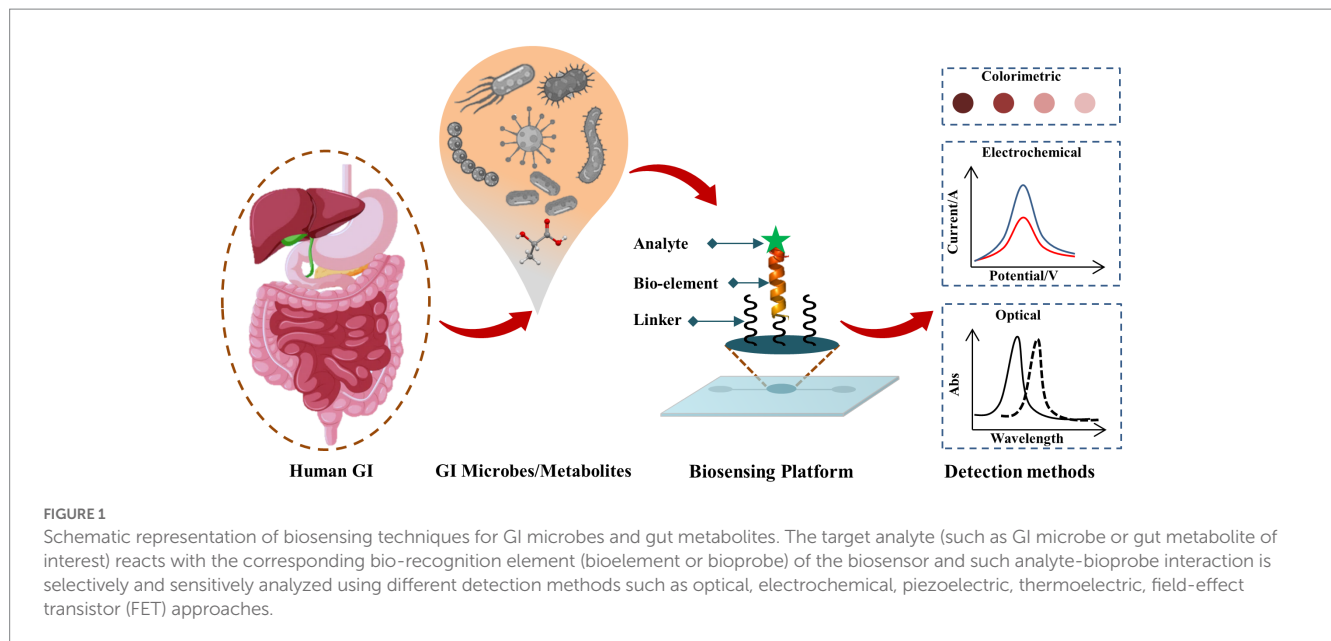 Colorimetric
Electrochemical
Current/A
Potential/V
Optical
Abs
Wavelength
Analyte
Bio-element
Linker
Human GI
GI Microbes/Metabolites
Biosensing Platform
Detection methods
FIGURE 1
Schematic representation of biosensing techniques for GI microbes and gut metabolites. The target analyte (such as GI microbe or gut metabolite of
interest) reacts with the corresponding bio-recognition element (bioelement or bioprobe) of the biosensor and such analyte-bioprobe interaction is
selectively and sensitively analyzed using different detection methods such as optical, electrochemical, piezoelectric, thermoelectric, field-effect
transistor (FET) approaches.